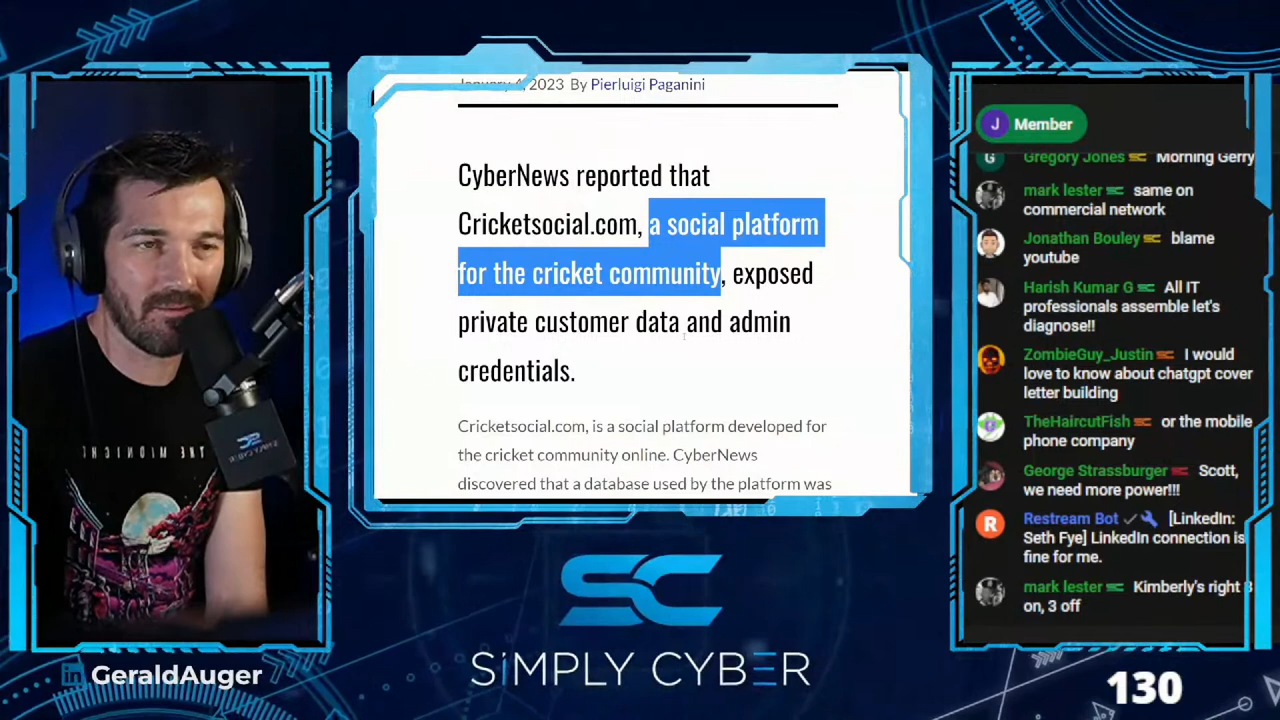 January 4, 2023 By Pierluigi Paganini
CyberNews reported that
Cricketsocial.com, a social platform
for the cricket community, exposed
private customer data and admin
credentials.
Cricketsocial.com, is a social platform developed for
the cricket community online. CyberNews
discovered that a database used by the platform was
THE MIDNIGHT
SC
SIMPLY CYBER
GeraldAuger
J Member
G Gregory Jones Morning Gerry
mark lester same on
commercial network
Jonathan Bouley blame
youtube
Harish Kumar G All IT
professionals assemble let's
diagnose!!
ZombieGuy_Justin I would
love to know about chatgpt cover
letter building
TheHaircutFish or the mobile
phone company
George Strassburger Scott,
we need more power!!!
R Restream Bot [LinkedIn:
Seth Fye] LinkedIn connection is
fine for me.
mark lester Kimberly's right 3
on, 3 off
130